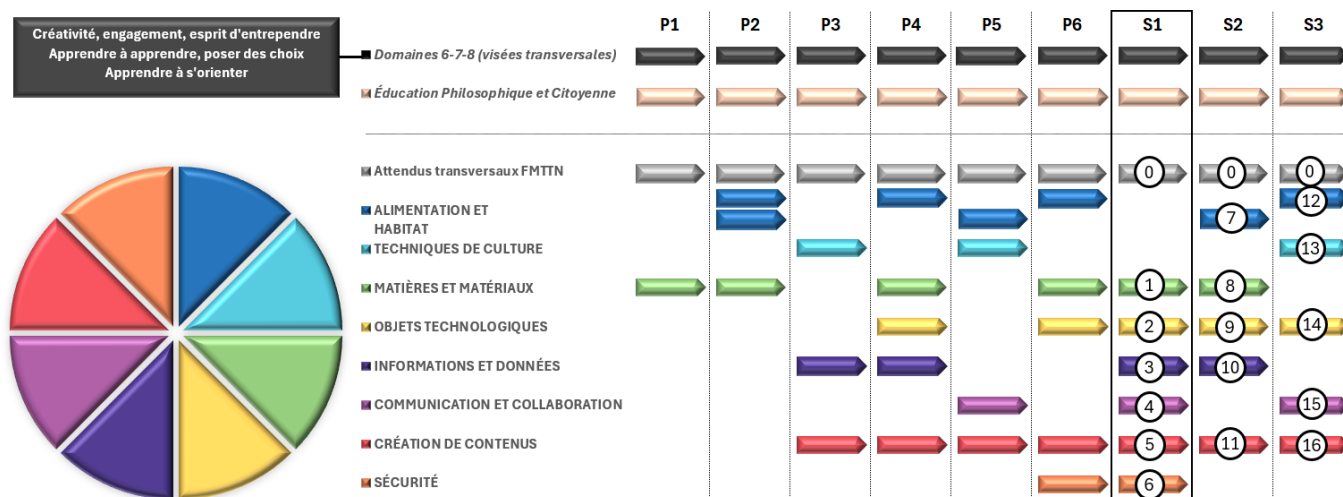 Créativité, engagement, esprit d'entrependre
Apprendre à apprendre, poser des choix
Apprendre à s'orienter
P1 P2 P3 P4 P5 P6 S1 S2 S3
Domaines 6-7-8 (visées transversales)
Éducation Philosophique et Citoyenne
Attendus transversaux FMTTN 0 0 0
12
ALIMENTATION ET
HABITAT
7
TECHNIQUES DE CULTURE 13
MATIÈRES ET MATÉRIAUX 1 8
OBJETS TECHNOLOGIQUES 2 9 14
INFORMATIONS ET DONNÉES 3 10
COMMUNICATION ET COLLABORATION 4 15
CRÉATION DE CONTENUS 5 11 16
SÉCURITÉ 6